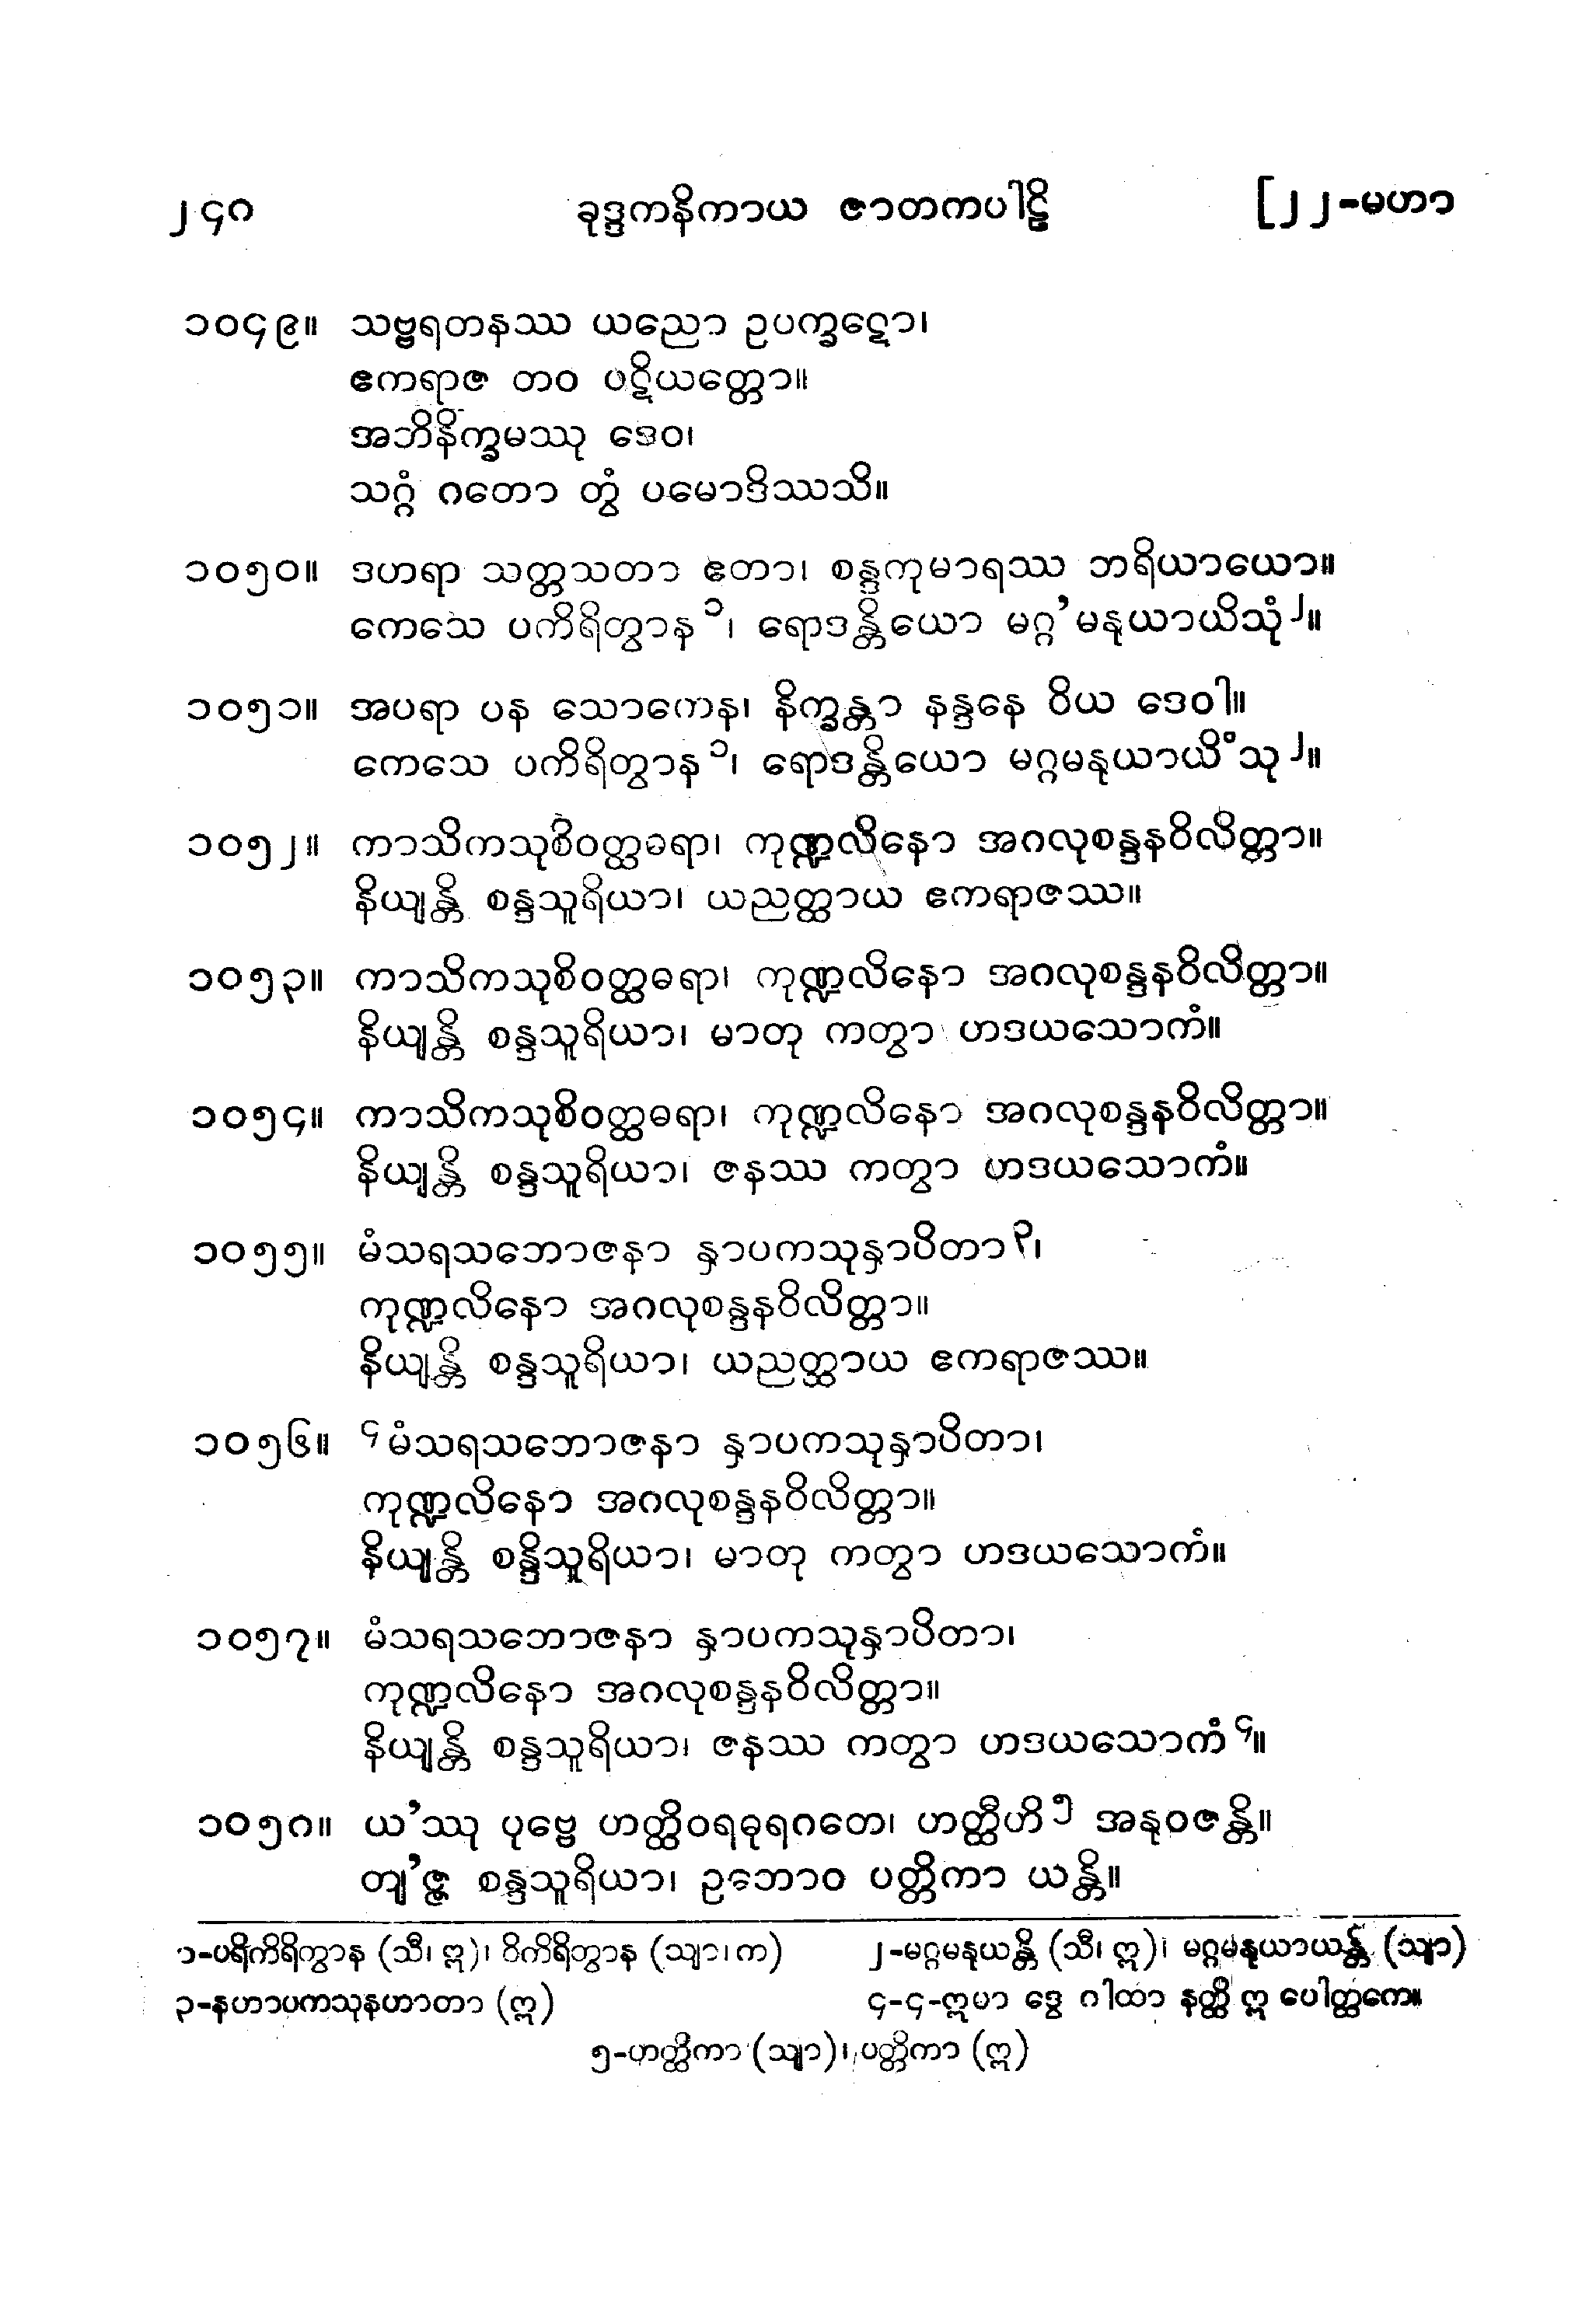 ၂၄၈ ခုဒ္ဒကနိကာယ ဇာတကပါဠိ [၂၂-မဟာ
၁၀၄၉။ သဗ္ဗရတနဿ ယညော ဥပက္ခဋော၊
ဧကရာဇ တဝ ပဋိယတ္တော။
အဘိနိက္ခမဿု ဒေဝ၊
သဂ္ဂံ ဂတော တွံ ပမောဒိဿသိ။
၁၀၅၀။ ဒဟရာ သတ္တသတာ ဧတာ၊ စန္ဒကုမာရဿ ဘရိယာယော။
ကေသေ ပကိရိတွာန၁၊ ရောဒန္တိယော မဂ္ဂ’မနုယာယိသုံ၂။
၁၀၅၁။ အပရာ ပန သောကေန၊ နိက္ခန္တာ နန္ဒနေ ဝိယ ဒေဝါ။
ကေသေ ပကိရိတွာန၁၊ ရောဒန္တိယော မဂ္ဂမနုယာယိံသု၂။
၁၀၅၂။ ကာသိကသုစိဝတ္ထဓရာ၊ ကုဏ္ဍလိနော အဂလုစန္ဒနဝိလိတ္တာ။
နိယျန္တိ စန္ဒသူရိယာ၊ ယညတ္ထာယ ဧကရာဇဿ။
၁၀၅၃။ ကာသိကသုစိဝတ္ထဓရာ၊ ကုဏ္ဍလိနော အဂလုစန္ဒနဝိလိတ္တာ။
နိယျန္တိ စန္ဒသူရိယာ၊ မာတု ကတွာ ဟဒယသောကံ။
၁၀၅၄။ ကာသိကသုစိဝတ္ထဓရာ၊ ကုဏ္ဍလိနော အဂလုစန္ဒနဝိလိတ္တာ။
နိယျန္တိ စန္ဒသူရိယာ၊ ဇနဿ ကတွာ ဟဒယသောကံ။
၁၀၅၅။ မံသရသဘောဇနာ နှာပကသုနှာပိတာ၃၊
ကုဏ္ဍလိနော အဂလုစန္ဒနဝိလိတ္တာ။
နိယျန္တိ စန္ဒသူရိယာ၊ ယညတ္ထာယ ဧကရာဇဿ။
၁၀၅၆။ ၄မံသရသဘောဇနာ နှာပကသုနှာပိတာ၊
ကုဏ္ဍလိနော အဂလုစန္ဒနဝိလိတ္တာ။
နိယျန္တိ စန္ဒိသူရိယာ၊ မာတု ကတွာ ဟဒယသောကံ။
၁၀၅၇။ မံသရသဘောဇနာ နှာပကသုနှာပိတာ၊
ကုဏ္ဍလိနော အဂလုစန္ဒနဝိလိတ္တာ။
နိယျန္တိ စန္ဒသူရိယာ၊ ဇနဿ ကတွာ ဟဒယသောကံ၄။
၁၀၅၈။ ယ’ဿု ပုဗ္ဗေ ဟတ္ထိဝရဓုရဂတေ၊ ဟတ္ထီဟိ၅ အနုဝဇန္တိ။
တျ’ဇ္ဇ စန္ဒသူရိယာ၊ ဥဘောဝ ပတ္တိကာ ယန္တိ။
၁-ပရိကိရိတွာန (သီ၊ ဣ)၊ ဝိကိရိတွာန (သျာ၊ က) ၂-မဂ္ဂမနုယန္တိ (သီ၊ ဣ)၊ မဂ္ဂမနုယာယန္တိ (သျာ)
၃-နဟာပကသုနဟာတာ (ဣ) ၄-၄-ဣမာ ဒွေ ဂါထာ နတ္ထိ ဣ ပေါတ္ထကေ။
၅-ဟတ္ထိကာ (သျာ)၊ ပတ္တိကာ (ဣ)